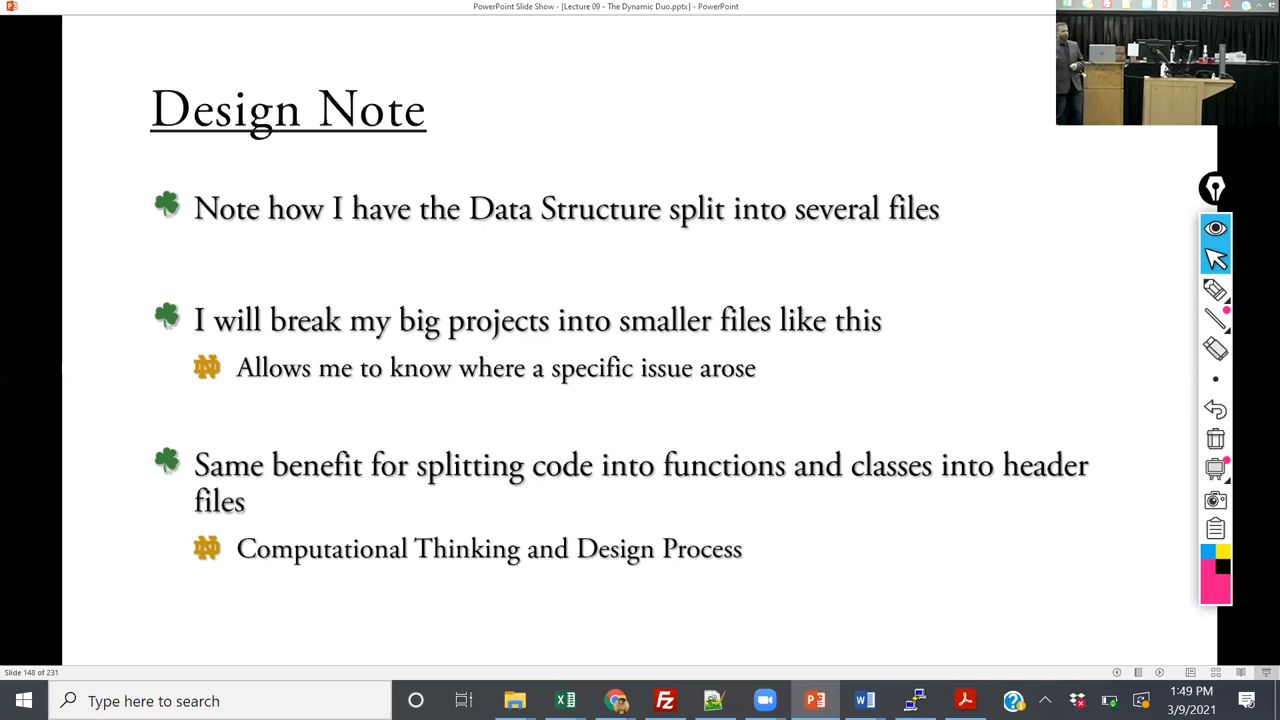 PowerPoint Slide Show - [Lecture 09 - The Dynamic Duo.pptx] - PowerPoint
Design Note
Note how I have the Data Structure split into several files
I will break my big projects into smaller files like this
Allows me to know where a specific issue arose
Same benefit for splitting code into functions and classes into header
files
Computational Thinking and Design Process
Slide 148 of 231
Type here to search
1:49 PM
3/9/2021